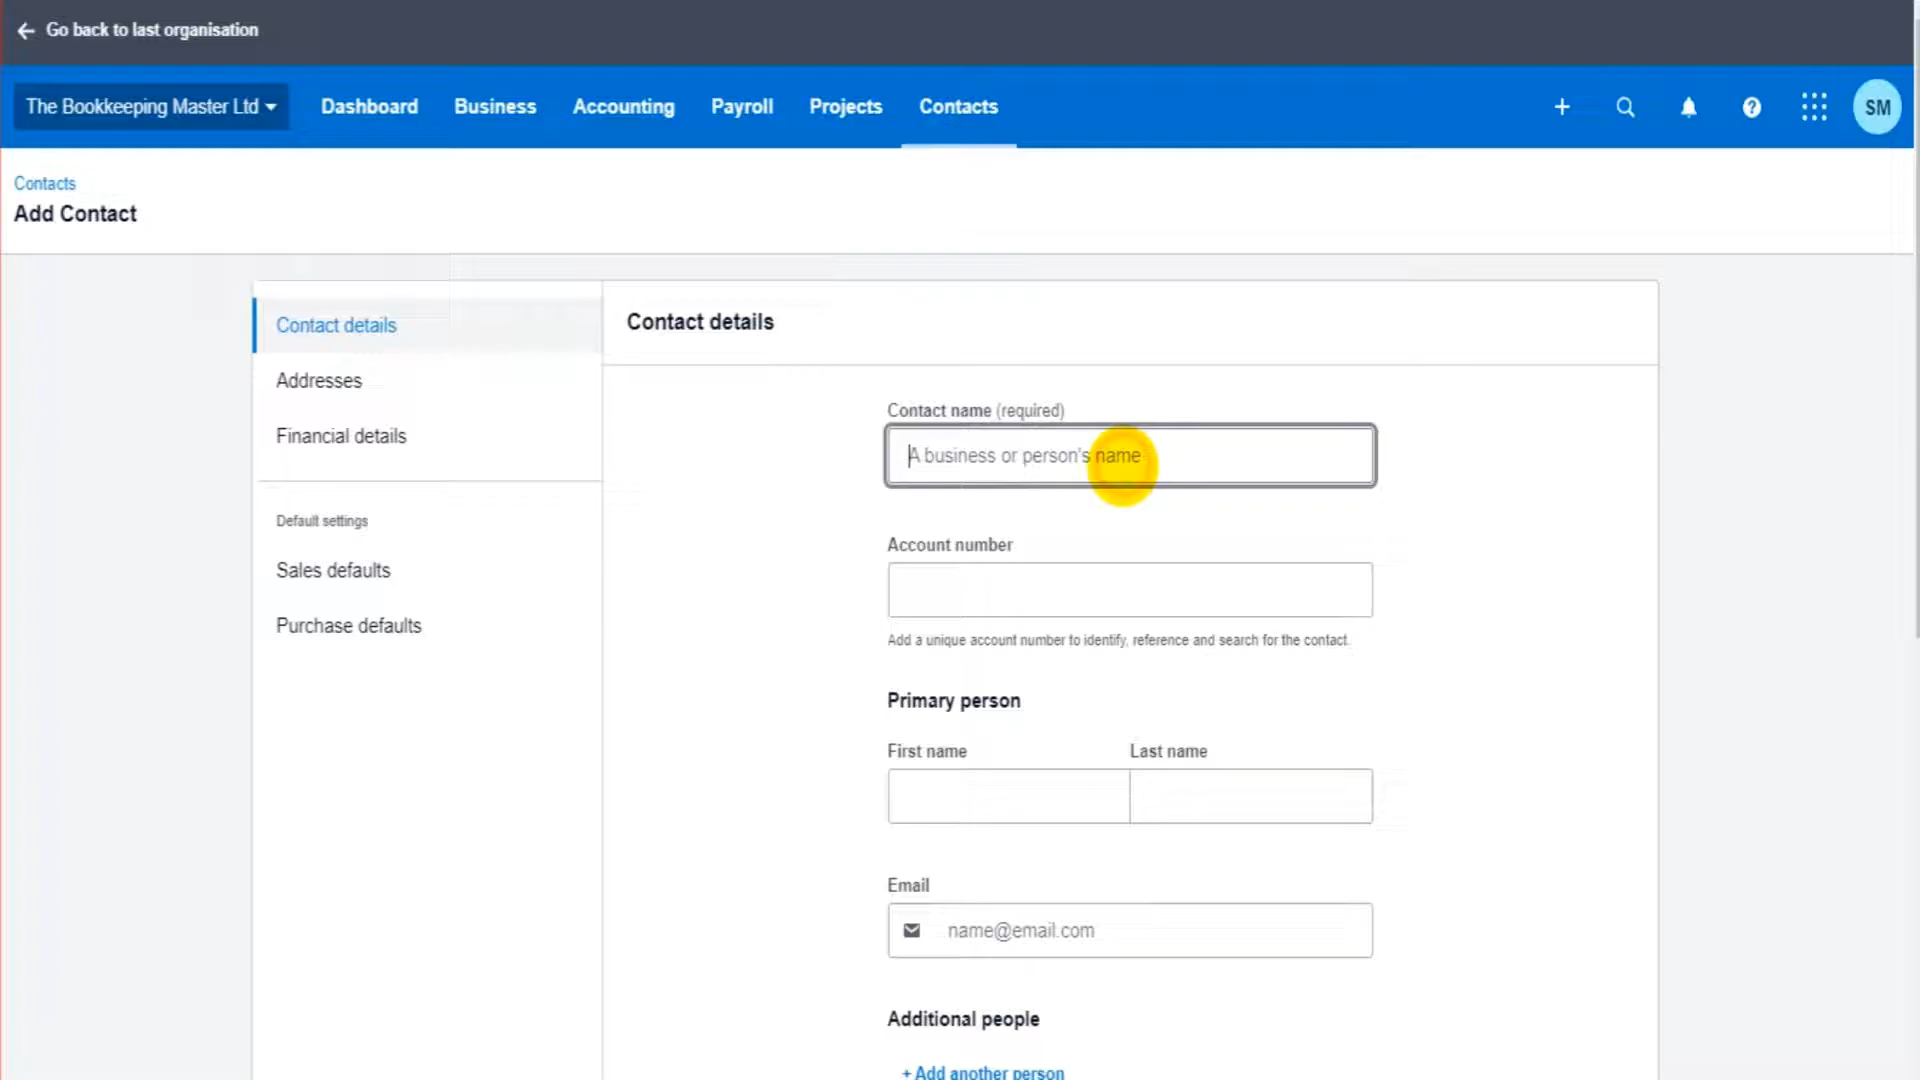 Go back to last organisation
The Bookkeeping Master Ltd Dashboard Business Accounting Payroll Projects Contacts SM
Contacts
Add Contact
Contact details
Addresses
Financial details
Default settings
Sales defaults
Purchase defaults
Contact details
Contact name (required)
A business or person's name
Account number
Add a unique account number to identify, reference and search for the contact.
Primary person
First name Last name
Email
name@email.com
Additional people
+ Add another person